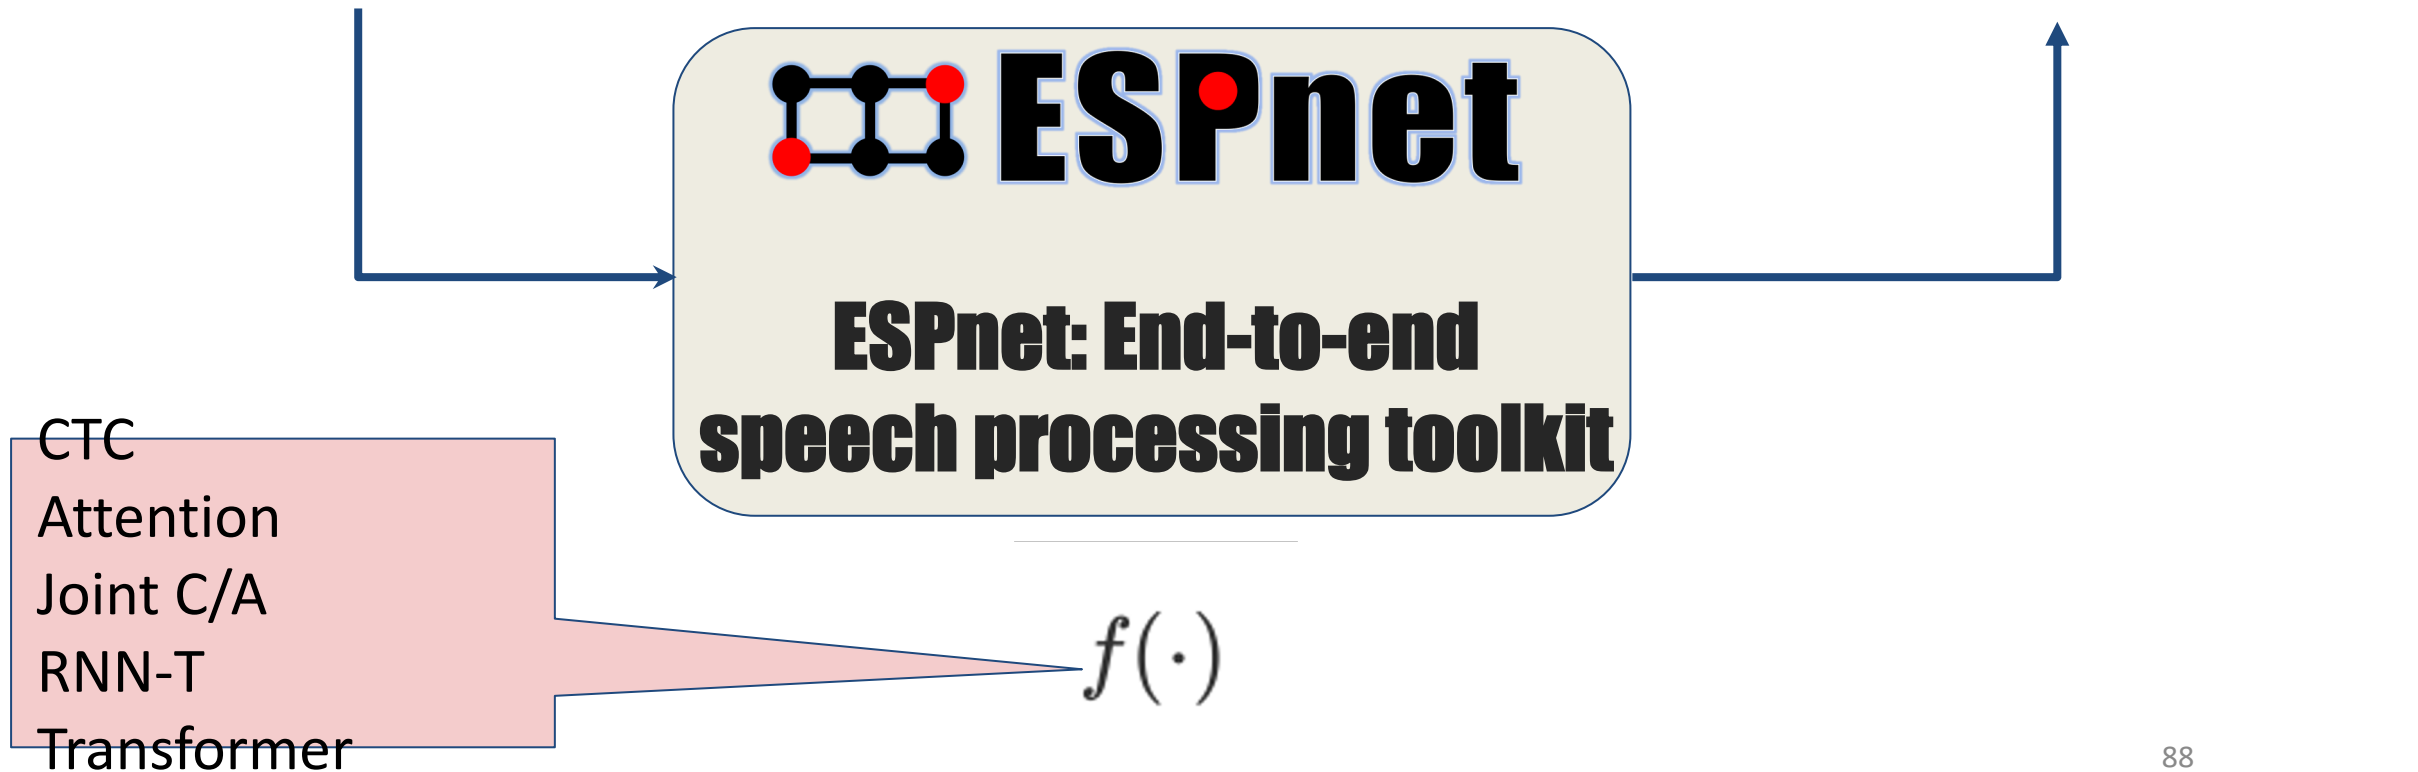 ESPnet
ESPnet: End-to-end
speech processing toolkit
CTC
Attention
Joint C/A
RNN-T
Transformer
f(·)
88